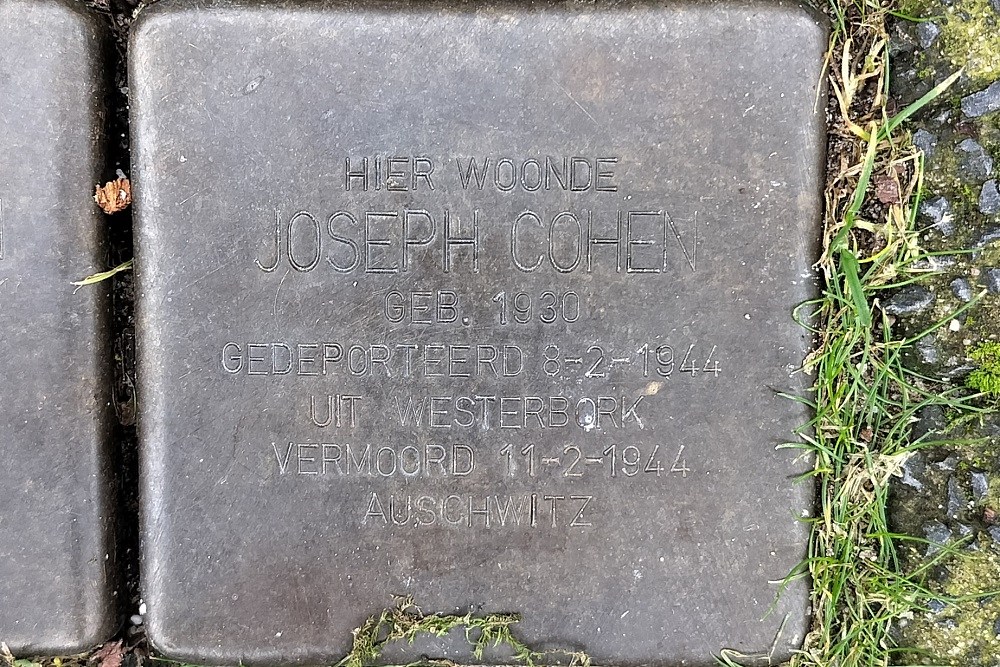 HIER WOONDE
JOSEPH COHEN
GEB. 1930
GEDEPORTEERD 8-2-1944
UIT WESTERBORK
VERMOORD 11-2-1944
AUSCHWITZ